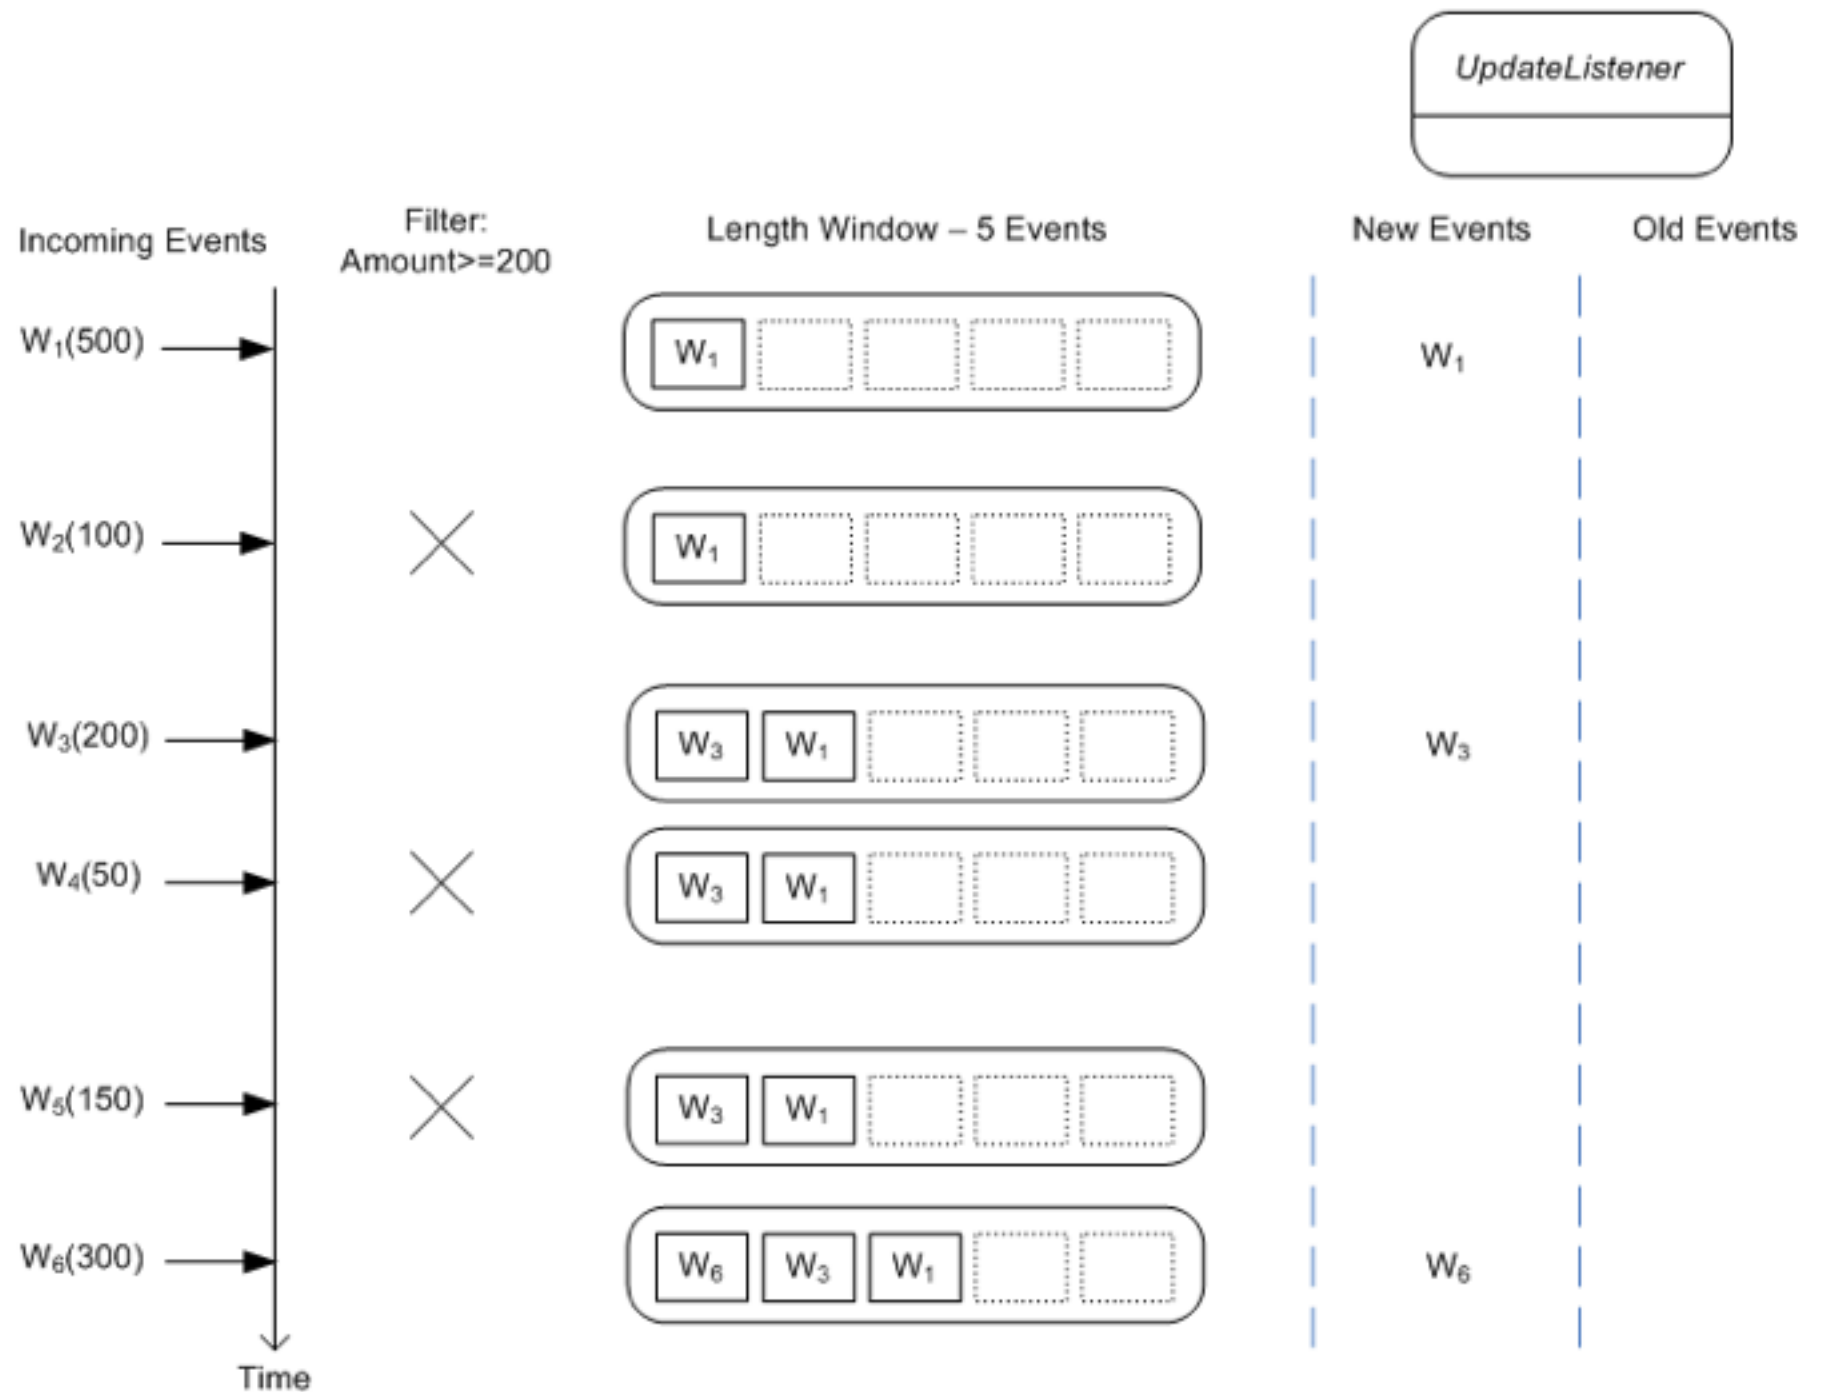 UpdateListener
Incoming Events
Filter:
Amount>=200
Length Window – 5 Events
New Events
Old Events
W₁(500)
W₁
W₁
W₂(100)
W₁
W₃(200)
W₃ W₁
W₃
W₄(50)
W₃ W₁
W₅(150)
W₃ W₁
W₆(300)
W₆ W₃ W₁
W₆
Time